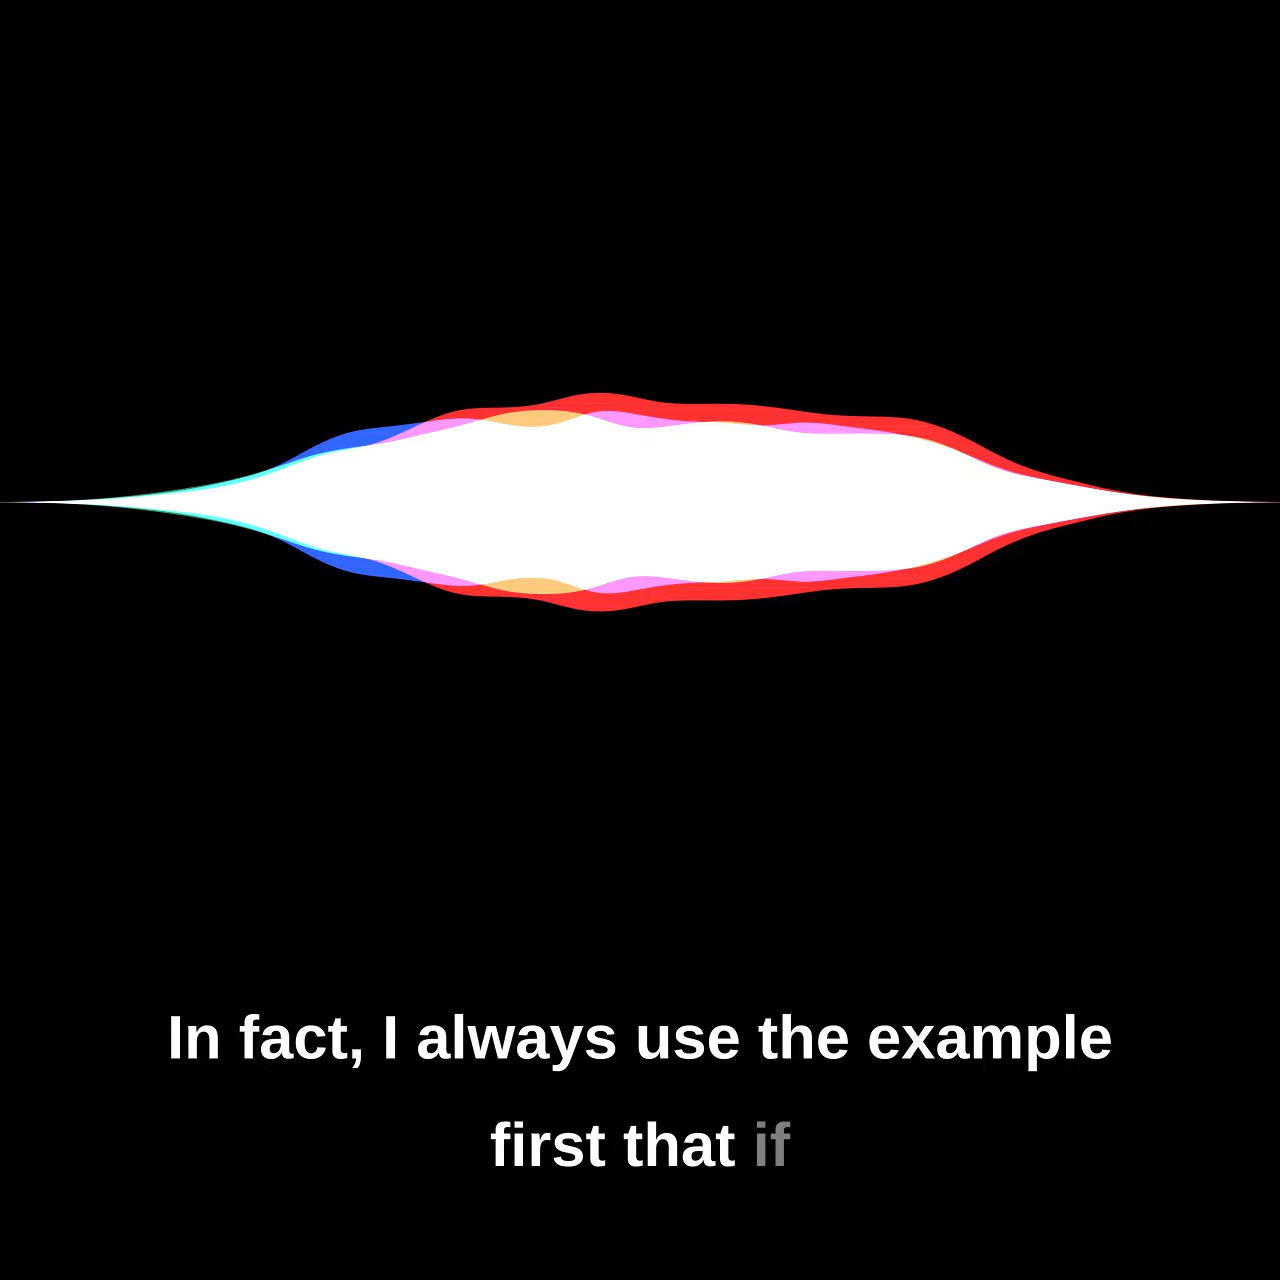 In fact, I always use the example
first that if